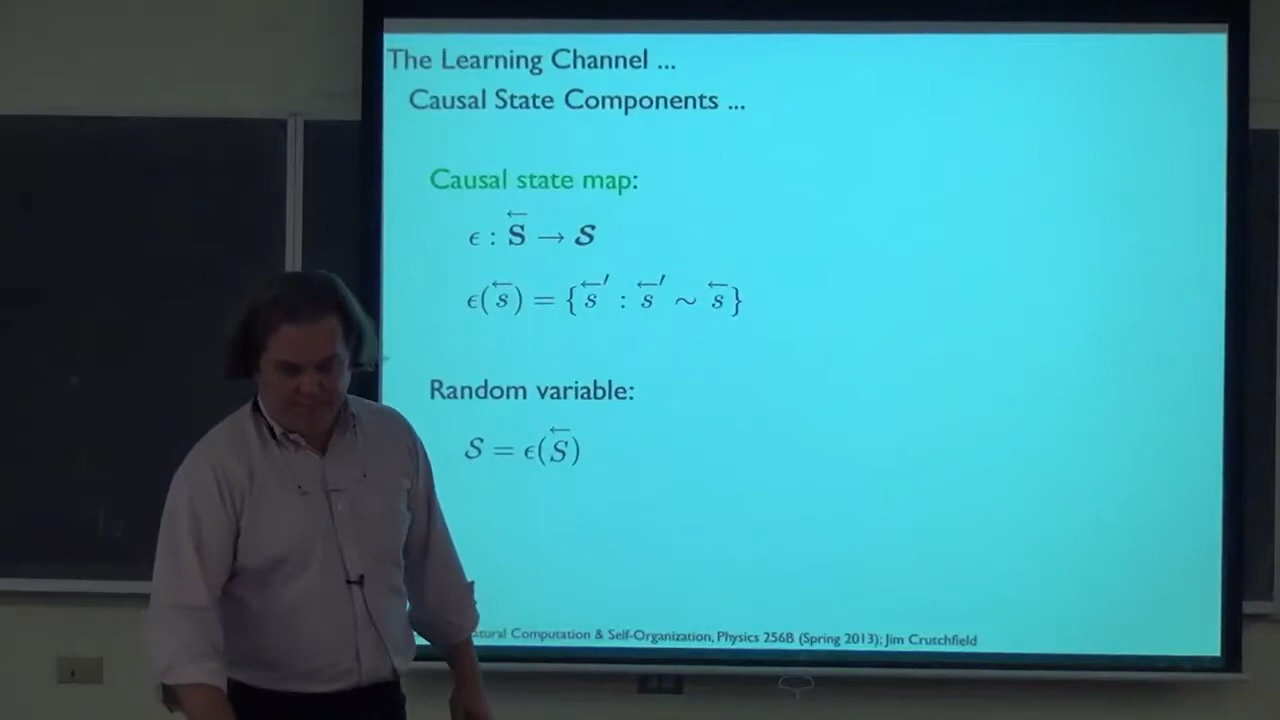 The Learning Channel ...
Causal State Components ...
Causal state map:
ϵ : S⃖ → 𝓢
ϵ(s⃖) = {s⃖′ : s⃖′ ∼ s⃖}
Random variable:
𝒮 = ϵ(S⃖)
Computation & Self-Organization, Physics 256B (Spring 2013); Jim Crutchfield